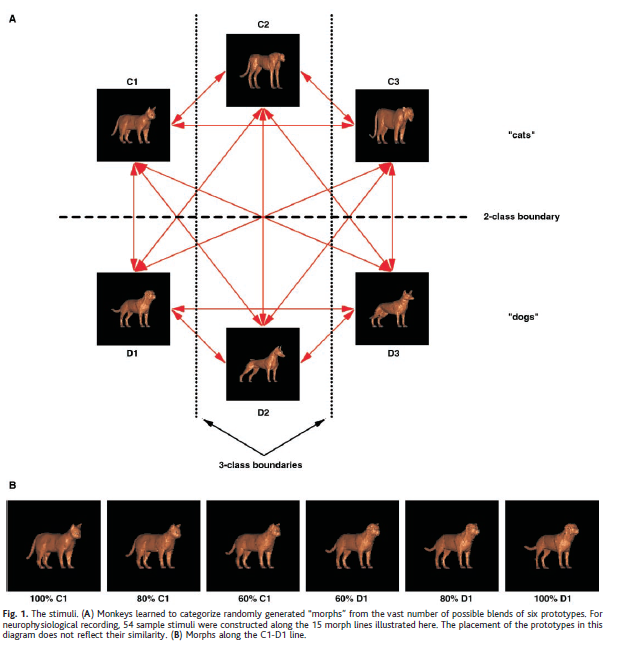 A
C2
C1
C3
"cats"
2-class boundary
"dogs"
D1
D3
D2
3-class boundaries
B
100% C1 80% C1 60% C1 60% D1 80% D1 100% D1
Fig. 1. The stimuli. (A) Monkeys learned to categorize randomly generated "morphs" from the vast number of possible blends of six prototypes. For
neurophysiological recording, 54 sample stimuli were constructed along the 15 morph lines illustrated here. The placement of the prototypes in this
diagram does not reflect their similarity. (B) Morphs along the C1-D1 line.